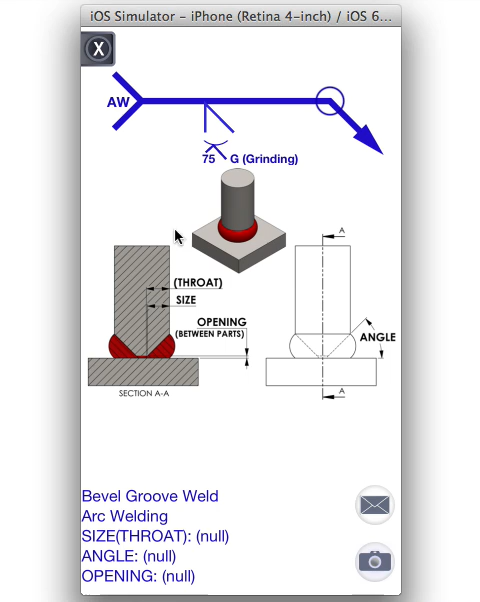 iOS Simulator – iPhone (Retina 4-inch) / iOS 6...
X
AW
75 G (Grinding)
A
(THROAT)
SIZE
OPENING
(BETWEEN PARTS)
ANGLE
A
SECTION A-A
Bevel Groove Weld
Arc Welding
SIZE(THROAT): (null)
ANGLE: (null)
OPENING: (null)